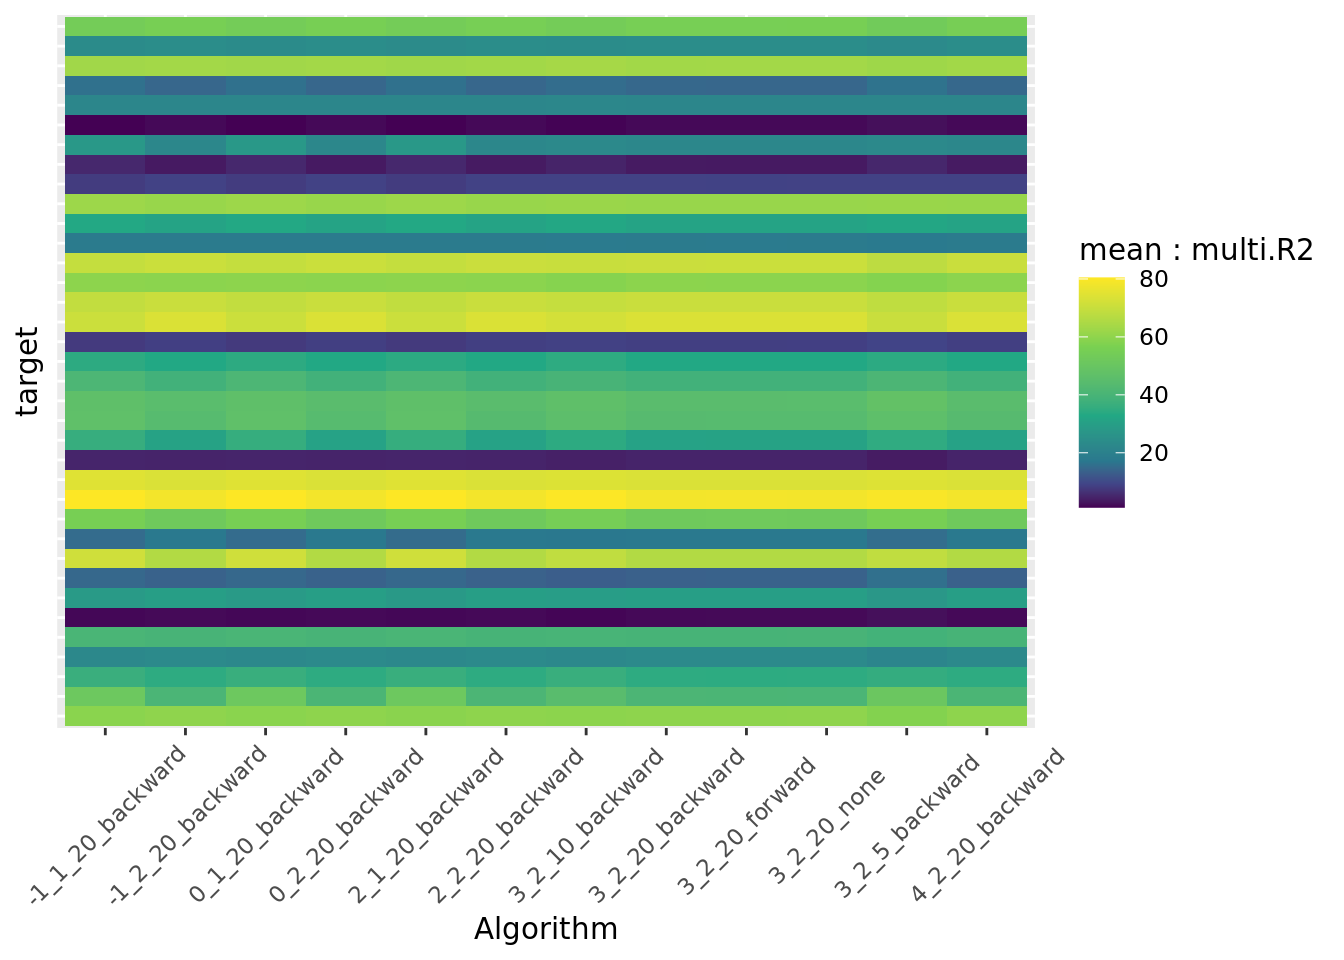 mean : multi.R2
80
60
40
20
target
-1_1_20_backward
-1_2_20_backward
0_1_20_backward
0_2_20_backward
2_1_20_backward
2_2_20_backward
3_2_10_backward
3_2_20_backward
3_2_20_forward
3_2_20_none
3_2_5_backward
4_2_20_backward
Algorithm